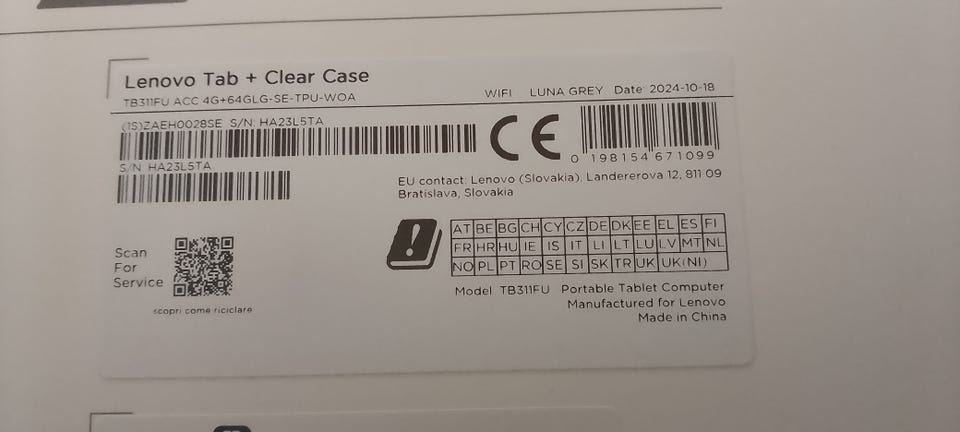 Lenovo Tab + Clear Case
TB311FU ACC 4G+64GLG-SE-TPU-WOA
WIFI LUNA GREY Date: 2024-10-18
(1S)ZAEH0028SE S/N: HA23L5TA
S/N: HA23L5TA
CE
0 198154 671099
EU contact: Lenovo (Slovakia), Landererova 12, 811 09
Bratislava, Slovakia
AT BE BG CH CY CZ DE DK EE EL ES FI
FR HR HU IE IS IT LI LT LU LV MT NL
NO PL PT RO SE SI SK TR UK UK(NI)
Scan
For
Service
scopri come riciclare
Model: TB311FU Portable Tablet Computer
Manufactured for Lenovo
Made in China